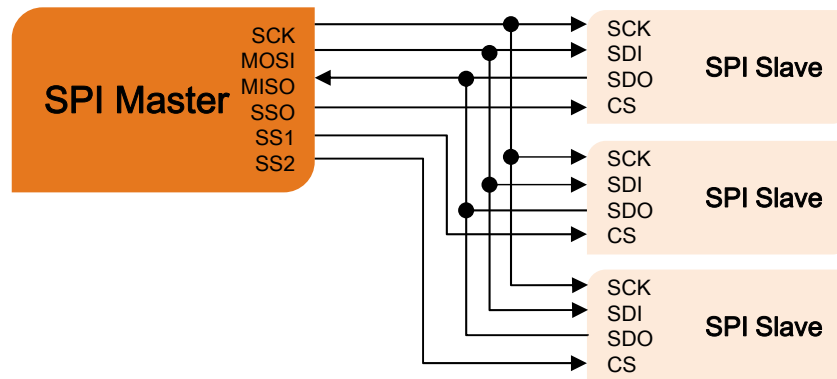 SPI Master
SCK
MOSI
MISO
SSO
SS1
SS2
SCK
SDI
SDO
CS
SPI Slave
SCK
SDI
SDO
CS
SPI Slave
SCK
SDI
SDO
CS
SPI Slave